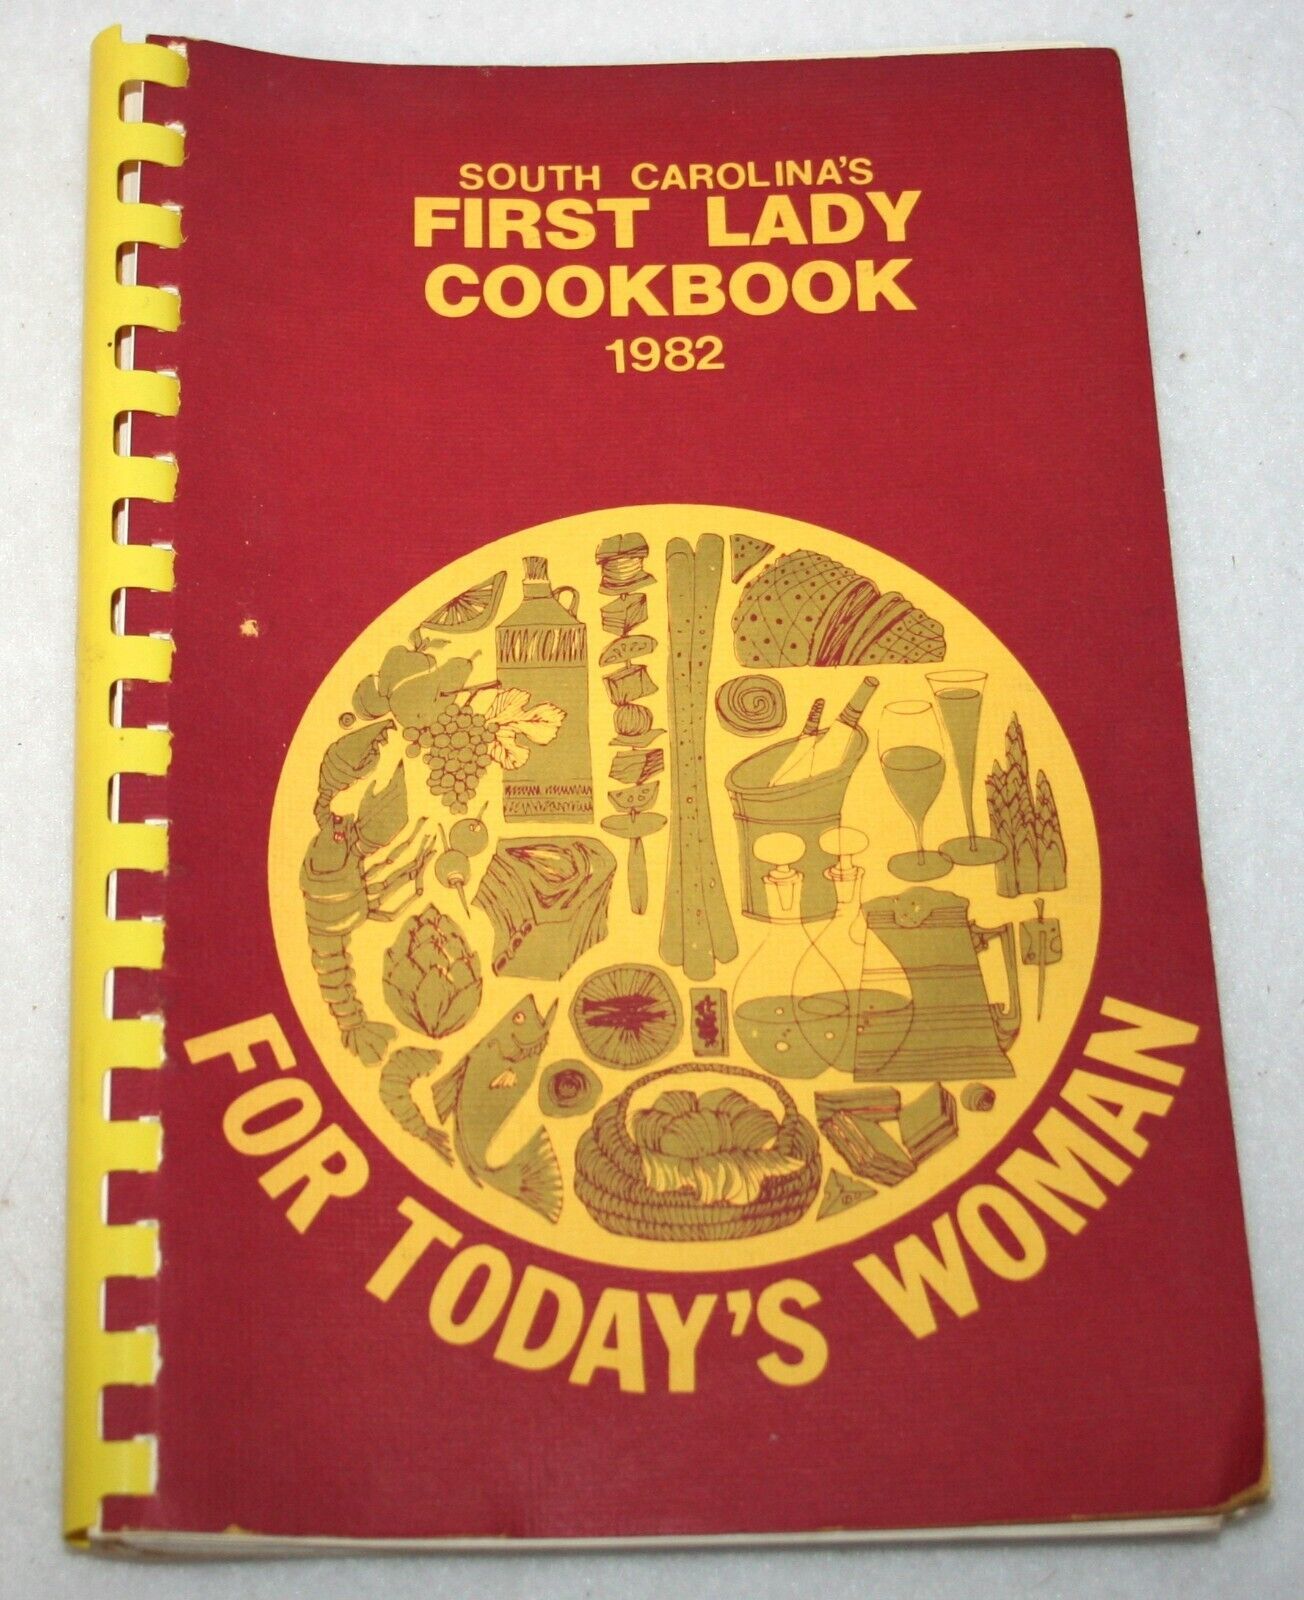 SOUTH CAROLINA'S
FIRST LADY
COOKBOOK
1982
FOR TODAY'S WOMAN